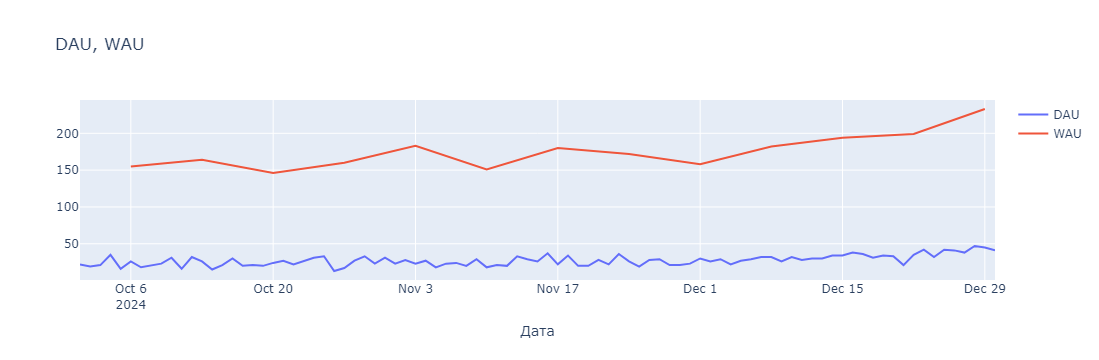 DAU, WAU
DAU
WAU
200
150
100
50
Oct 6
2024
Oct 20
Nov 3
Nov 17
Dec 1
Dec 15
Dec 29
Дата